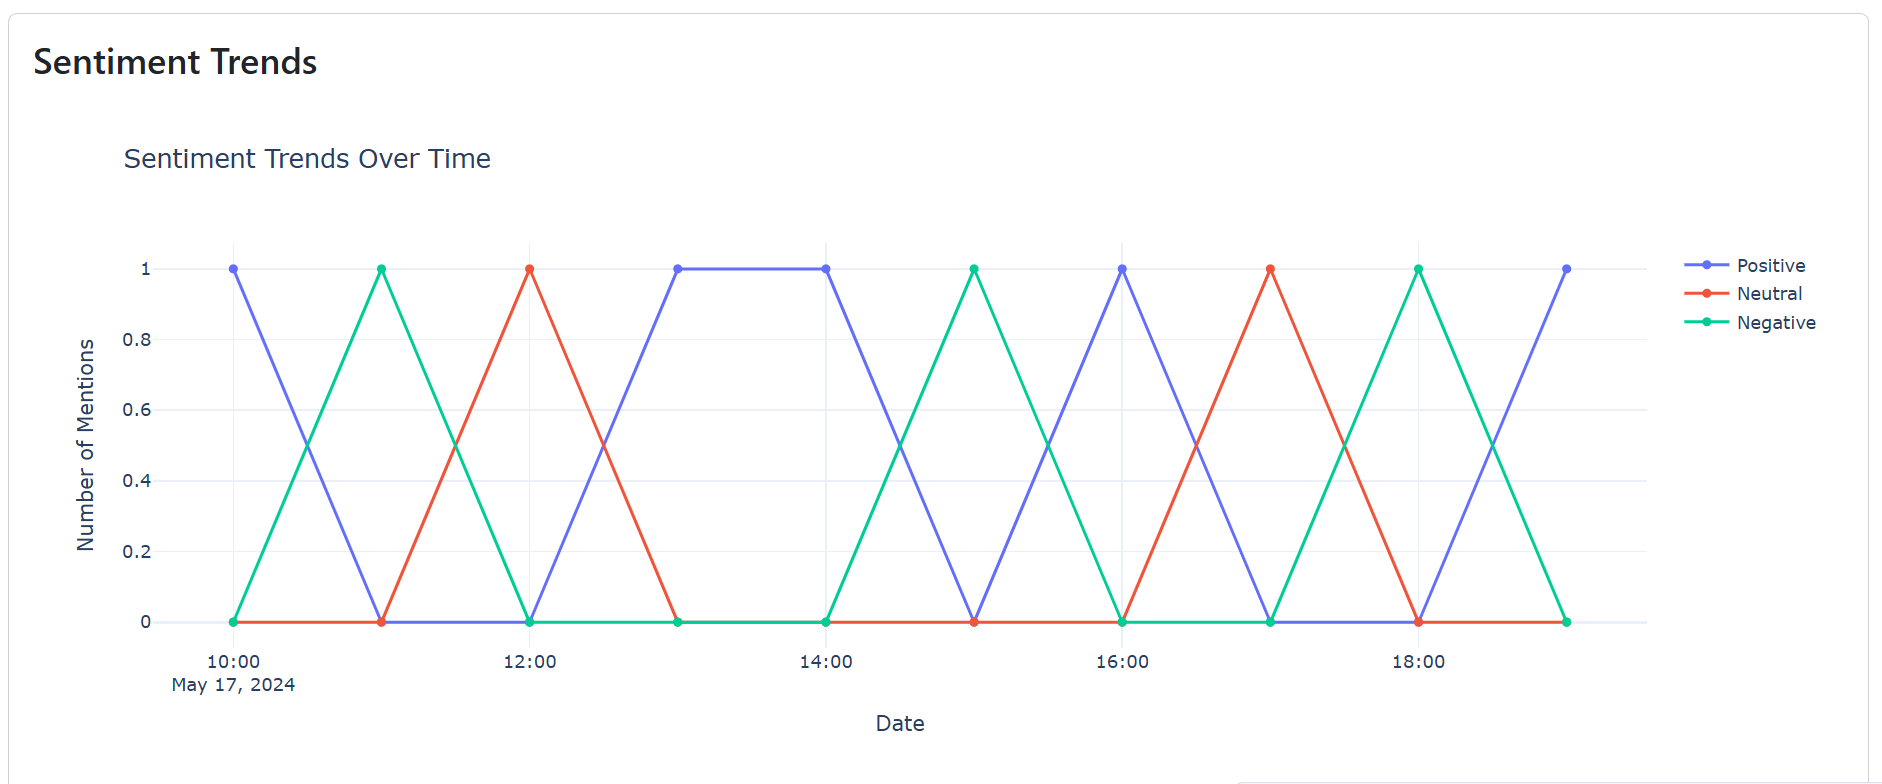 Sentiment Trends
Sentiment Trends Over Time
Number of Mentions
1
0.8
0.6
0.4
0.2
0
10:00
May 17, 2024
12:00
14:00
16:00
18:00
Date
Positive
Neutral
Negative